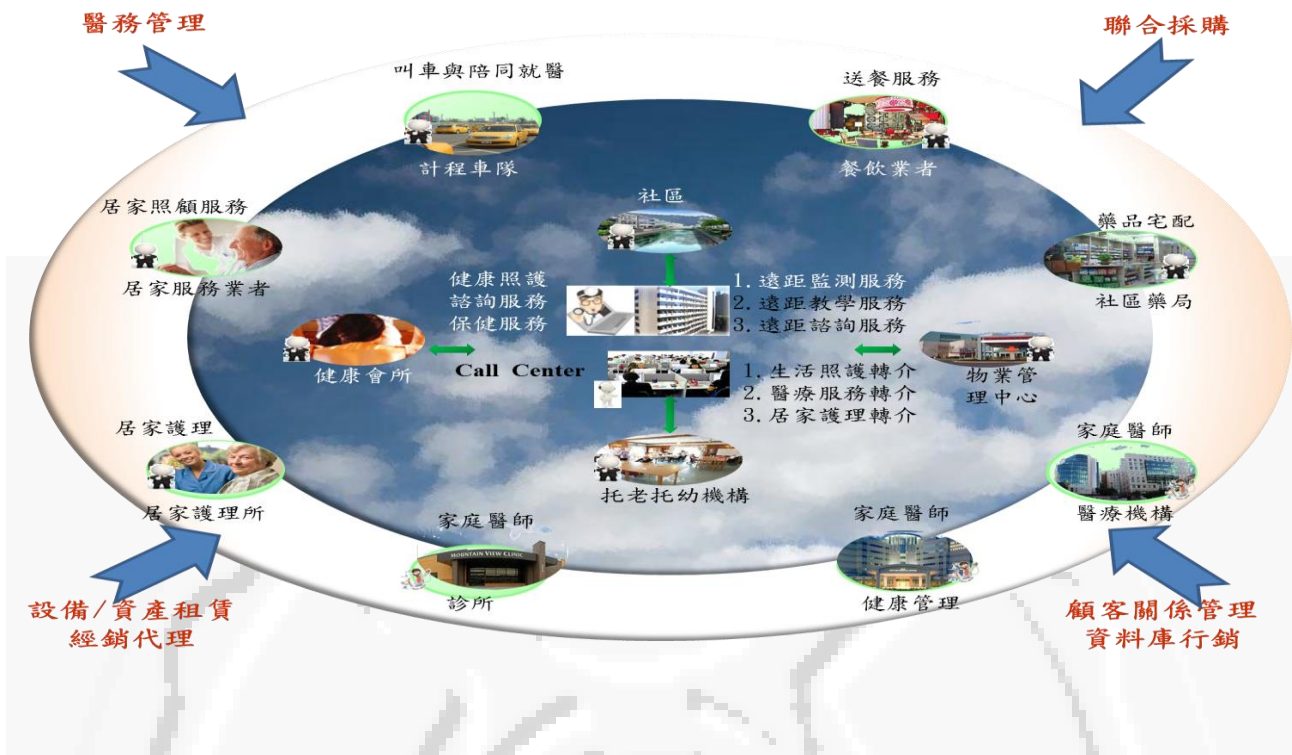 醫務管理
聯合採購
叫車與陪同就醫
送餐服務
計程車隊
餐飲業者
社區
居家照顧服務
藥品宅配
居家服務業者
社區藥局
健康照護
諮詢服務
保健服務
1. 遠距監測服務
2. 遠距教學服務
3. 遠距諮詢服務
健康會所
Call Center
1. 生活照護轉介
2. 醫療服務轉介
3. 居家護理轉介
物業管
理中心
居家護理
家庭醫師
托老托幼機構
居家護理所
醫療機構
家庭醫師
家庭醫師
MOUNTAIN VIEW CLINIC
診所
健康管理
設備/資產租賃
經銷代理
顧客關係管理
資料庫行銷